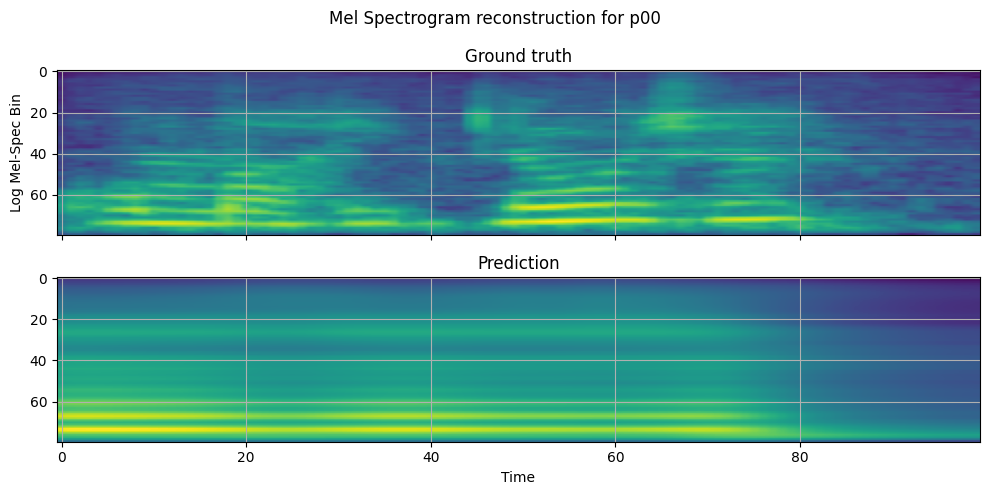 Mel Spectrogram reconstruction for p00
Ground truth
0
20
40
60
Log Mel-Spec Bin
Prediction
0
20
40
60
0 20 40 60 80
Time